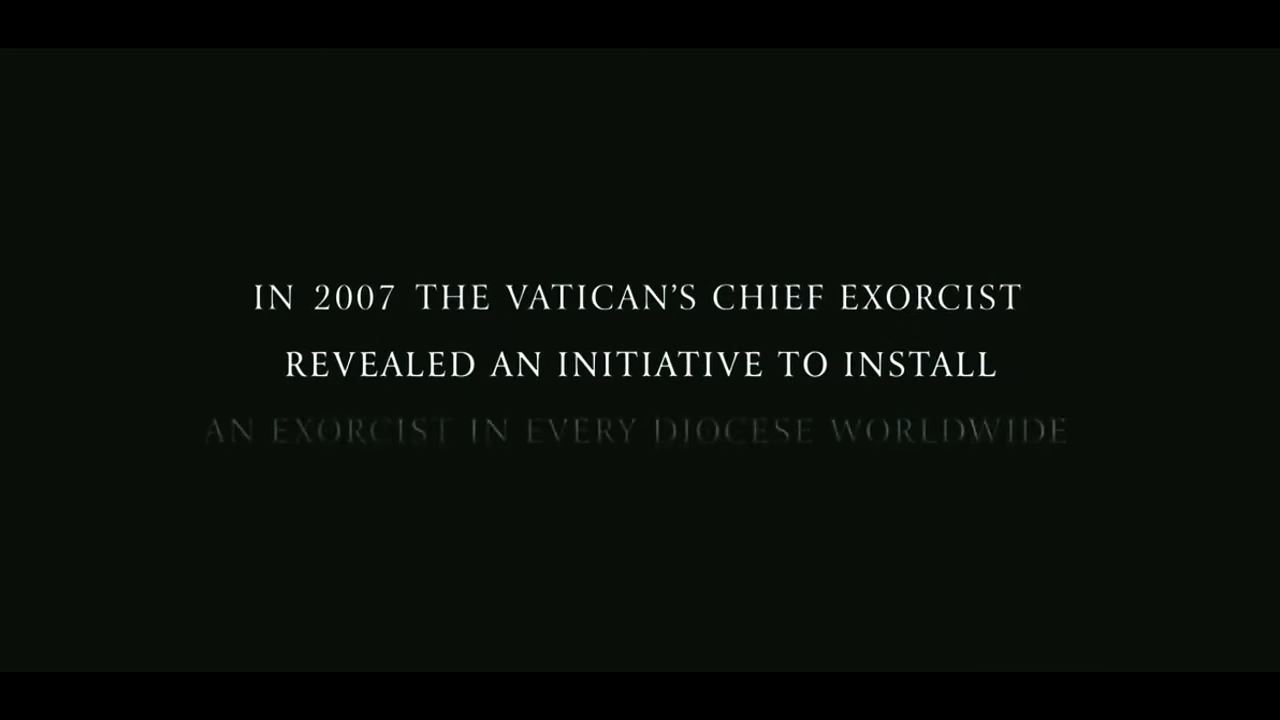 IN 2007 THE VATICAN'S CHIEF EXORCIST
REVEALED AN INITIATIVE TO INSTALL
AN EXORCIST IN EVERY DIOCESE WORLDWIDE